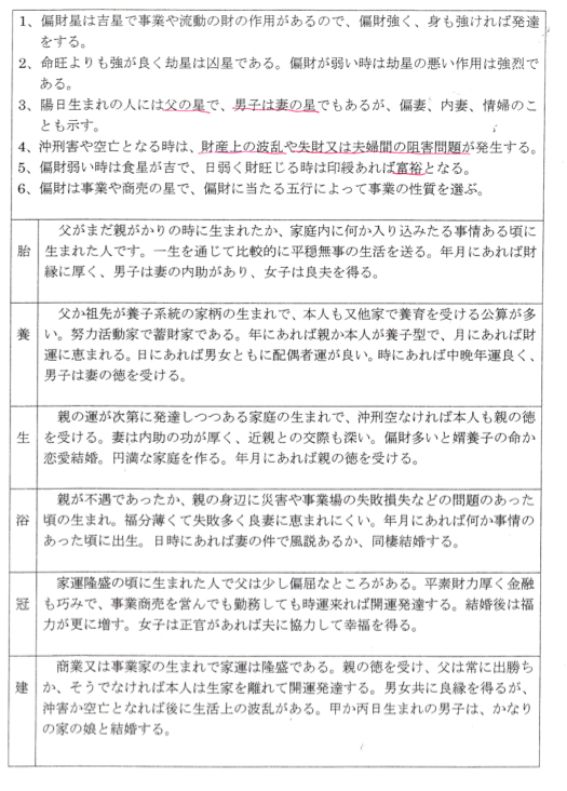 1、偏財星は吉星で事業や流動の財の作用があるので、偏財強く、身も強ければ発達
をする。
2、命旺よりも強が良く劫星は凶星である。偏財が弱い時は劫星の悪い作用は強烈で
ある。
3、陽日生まれの人には父の星で、男子は妻の星でもあるが、偏妻、内妻、情婦のこ
とも示す。
4、沖刑害や空亡となる時は、財産上の波乱や失財又は夫婦間の阻害問題が発生する。
5、偏財弱い時は食星が吉で、日弱く財旺じる時は印綬あれば富裕となる。
6、偏財は事業や商売の星で、偏財に当たる五行によって事業の性質を選ぶ。
胎
父がまだ親がかりの時に生まれたか、家庭内に何か入り込みたる事情ある頃に
生まれた人です。一生を通じて比較的に平穏無事の生活を送る。年月にあれば財
縁に厚く、男子は妻の内助があり、女子は良夫を得る。
養
父か祖先が養子系統の家柄の生まれで、本人も又他家で養育を受ける公算が多
い。努力活動家で蓄財家である。年にあれば親か本人が養子型で、月にあれば財
運に恵まれる。日にあれば男女ともに配偶者運が良い。時にあれば中晩年運良く、
男子は妻の徳を受ける。
生
親の運が次第に発達しつつある家庭の生まれで、沖刑空なければ本人も親の徳
を受ける。妻は内助の功が厚く、近親との交際も深い。偏財多いと婿養子の命か
恋愛結婚。円満な家庭を作る。年月にあれば親の徳を受ける。
浴
親が不遇であったか、親の身辺に災害や事業場の失敗損失などの問題のあった
頃の生まれ。福分薄くて失敗多く良妻に恵まれにくい。年月にあれば何か事情の
あった頃に出生。日時にあれば妻の件で風説あるか、同棲結婚する。
冠
家運隆盛の頃に生まれた人で父は少し偏屈なところがある。平素財力厚く金融
も巧みで、事業商売を営んでも勤務しても時運来れば開運発達する。結婚後は福
力が更に増す。女子は正官があれば夫に協力して幸福を得る。
建
商業又は事業家の生まれで家運は隆盛である。親の徳を受け、父は常に出勝ち
か、そうでなければ本人は生家を離れて開運発達する。男女共に良縁を得るが、
沖害か空亡となれば後に生活上の波乱がある。甲か丙日生まれの男子は、かなり
の家の娘と結婚する。